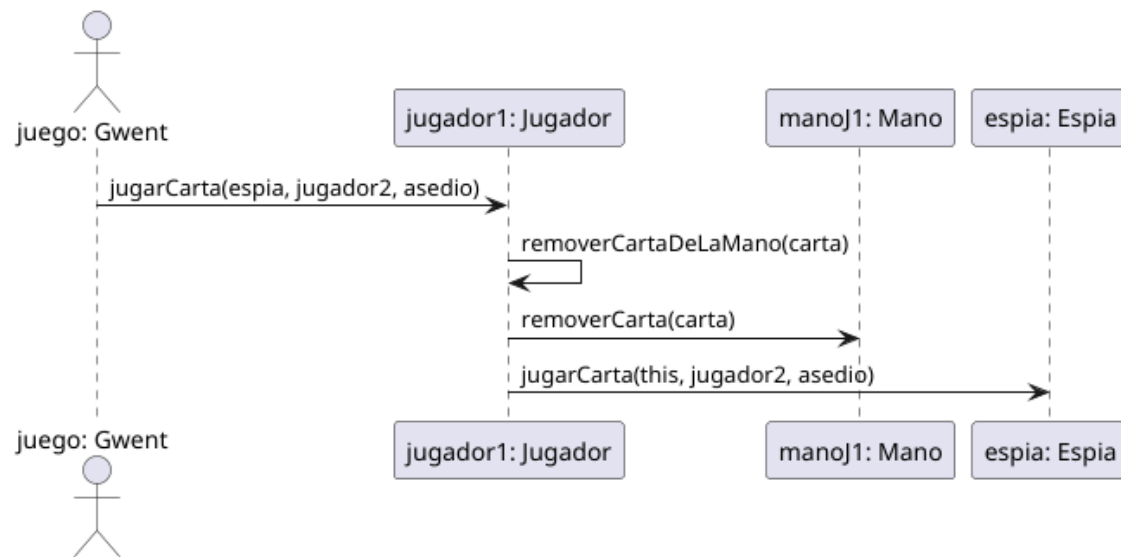 juego: Gwent
jugador1: Jugador
manoJ1: Mano
espia: Espia
jugarCarta(espia, jugador2, asedio)
removerCartaDeLaMano(carta)
removerCarta(carta)
jugarCarta(this, jugador2, asedio)
juego: Gwent
jugador1: Jugador
manoJ1: Mano
espia: Espia